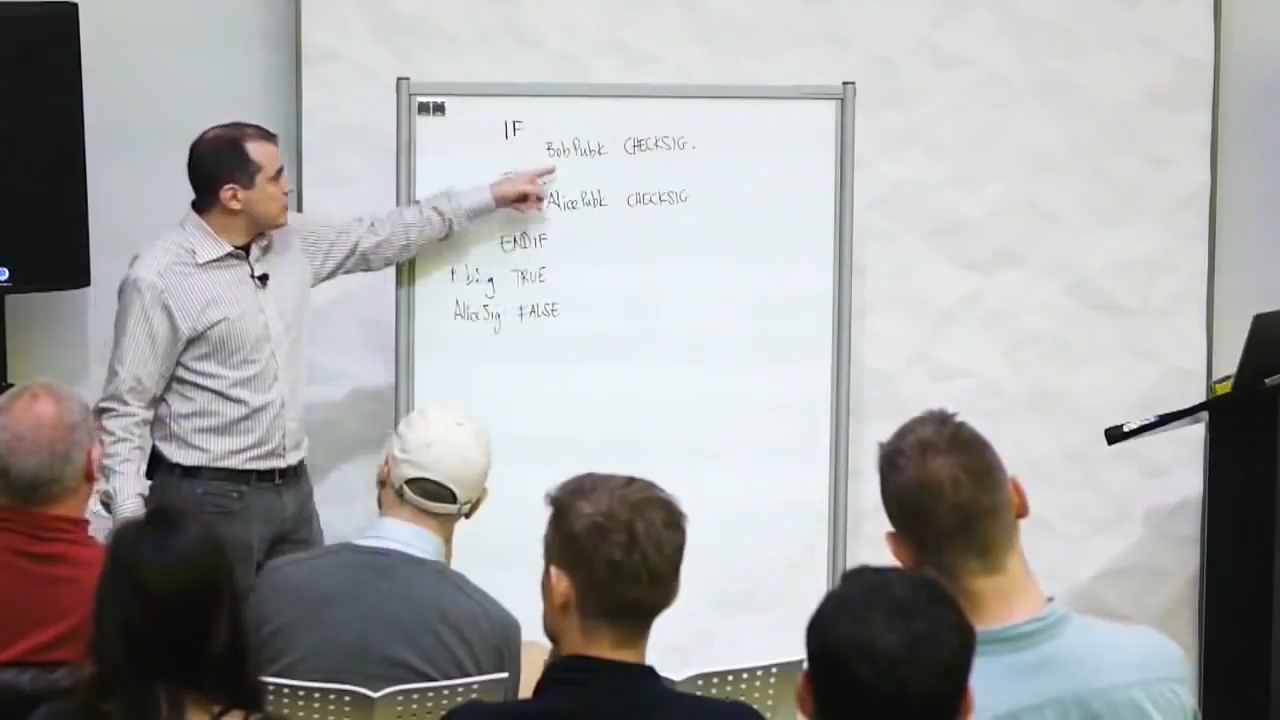 IF
BobPubk CHECKSIG.
AlicePubk CHECKSIG
ENDIF
TRUE
AliceSig FALSE